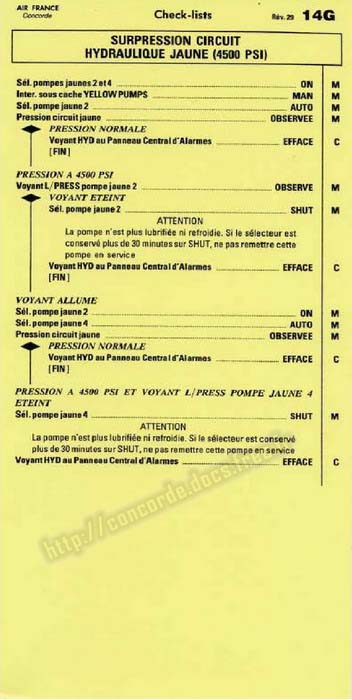 AIR FRANCE
Concorde
Check-lists
Rév. 29 14G
SURPRESSION CIRCUIT
HYDRAULIQUE JAUNE (4500 PSI)
Sél. pompes jaunes 2 et 4 ON M
Inter. sous cache YELLOW PUMPS MAN M
Sél. pompe jaune 2 AUTO M
Pression circuit jaune OBSERVEE M
PRESSION NORMALE
Voyant HYD au Panneau Central d'Alarmes EFFACE C
[FIN]
PRESSION A 4500 PSI
Voyant L/PRESS pompe jaune 2 OBSERVE M
VOYANT ETEINT
Sél. pompe jaune 2 SHUT M
ATTENTION
La pompe n'est plus lubrifiée ni refroidie. Si le sélecteur est
conservé plus de 30 minutes sur SHUT, ne pas remettre cette
pompe en service
Voyant HYD au Panneau Central d'Alarmes EFFACE C
[FIN]
VOYANT ALLUME
Sél. pompe jaune 2 ON M
Sél. pompe jaune 4 AUTO M
Pression circuit jaune OBSERVEE M
PRESSION NORMALE
Voyant HYD au Panneau Central d'Alarmes EFFACE C
[FIN]
PRESSION A 4500 PSI ET VOYANT L/PRESS POMPE JAUNE 4
ETEINT
Sél. pompe jaune 4 SHUT M
ATTENTION
La pompe n'est plus lubrifiée ni refroidie. Si le sélecteur est conservé
plus de 30 minutes sur SHUT, ne pas remettre cette pompe en service
Voyant HYD au Panneau Central d'Alarmes EFFACE C
http://concorde.docs.free.fr